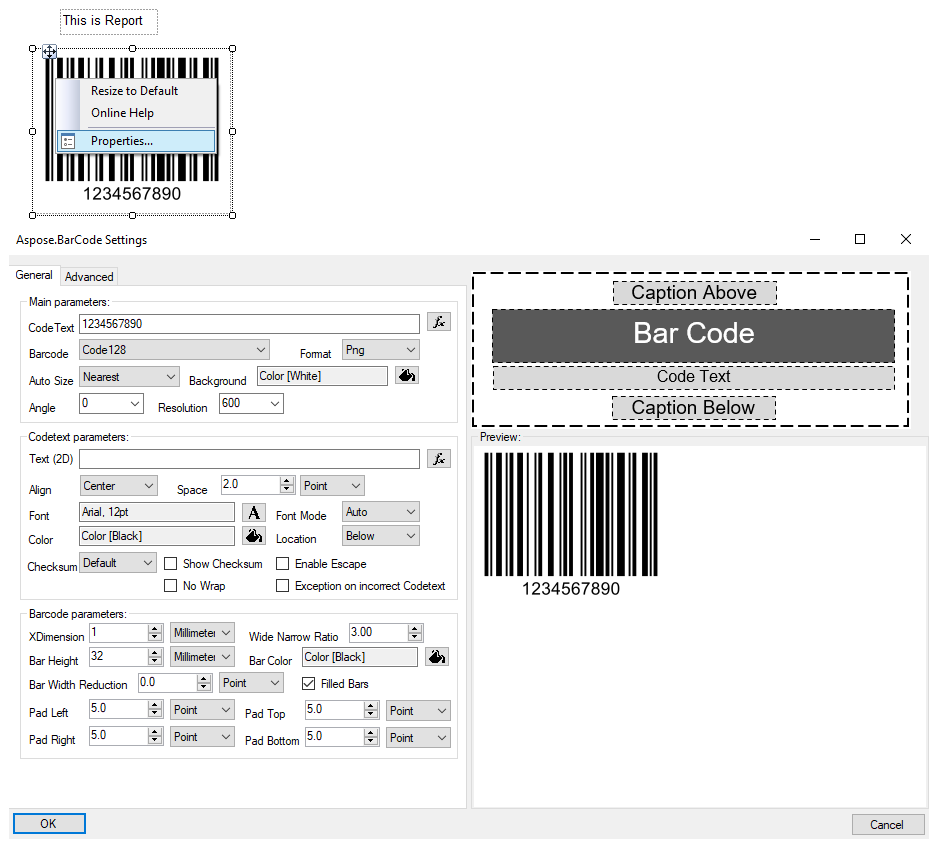 This is Report
Resize to Default
Online Help
Properties...
1234567890
Aspose.BarCode Settings
General Advanced
Main parameters:
CodeText 1234567890 fx
Barcode Code128 Format Png
Auto Size Nearest Background Color [White]
Angle 0 Resolution 600
Codetext parameters:
Text (2D) fx
Align Center Space 2.0 Point
Font Arial, 12pt A Font Mode Auto
Color Color [Black] Location Below
Checksum Default Show Checksum Enable Escape
No Wrap Exception on incorrect Codetext
Barcode parameters:
XDimension 1 Millimeter Wide Narrow Ratio 3.00
Bar Height 32 Millimeter Bar Color Color [Black]
Bar Width Reduction 0.0 Point Filled Bars
Pad Left 5.0 Point Pad Top 5.0 Point
Pad Right 5.0 Point Pad Bottom 5.0 Point
Caption Above
Bar Code
Code Text
Caption Below
Preview:
1234567890
OK Cancel